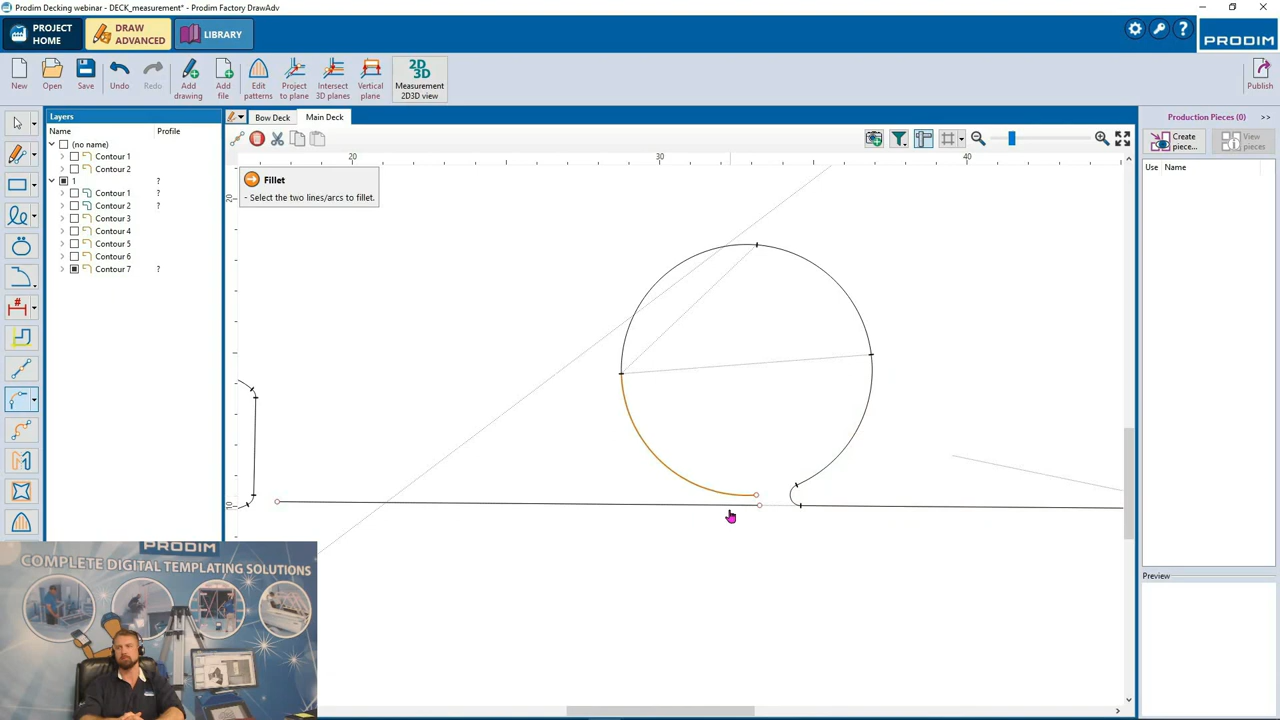 Prodim Decking webinar - DECK_measurement* - Prodim Factory DrawAdv
PROJECT HOME
DRAW ADVANCED
LIBRARY
PRODIM
New
Open
Save
Undo
Redo
Add drawing
Add file
Edit patterns
Project to plane
Intersect 3D planes
Vertical plane
2D 3D
Measurement 2D3D view
Publish
Layers
Name Profile
(no name)
Contour 1
Contour 2
1 ?
Contour 1 ?
Contour 2 ?
Contour 3
Contour 4
Contour 5
Contour 6
Contour 7 ?
Bow Deck
Main Deck
20 30 40
20
10
Fillet
- Select the two lines/arcs to fillet.
Production Pieces (0) >>
Create piece...
View pieces
Use Name
Preview
PRODIM
COMPLETE DIGITAL TEMPLATING SOLUTIONS